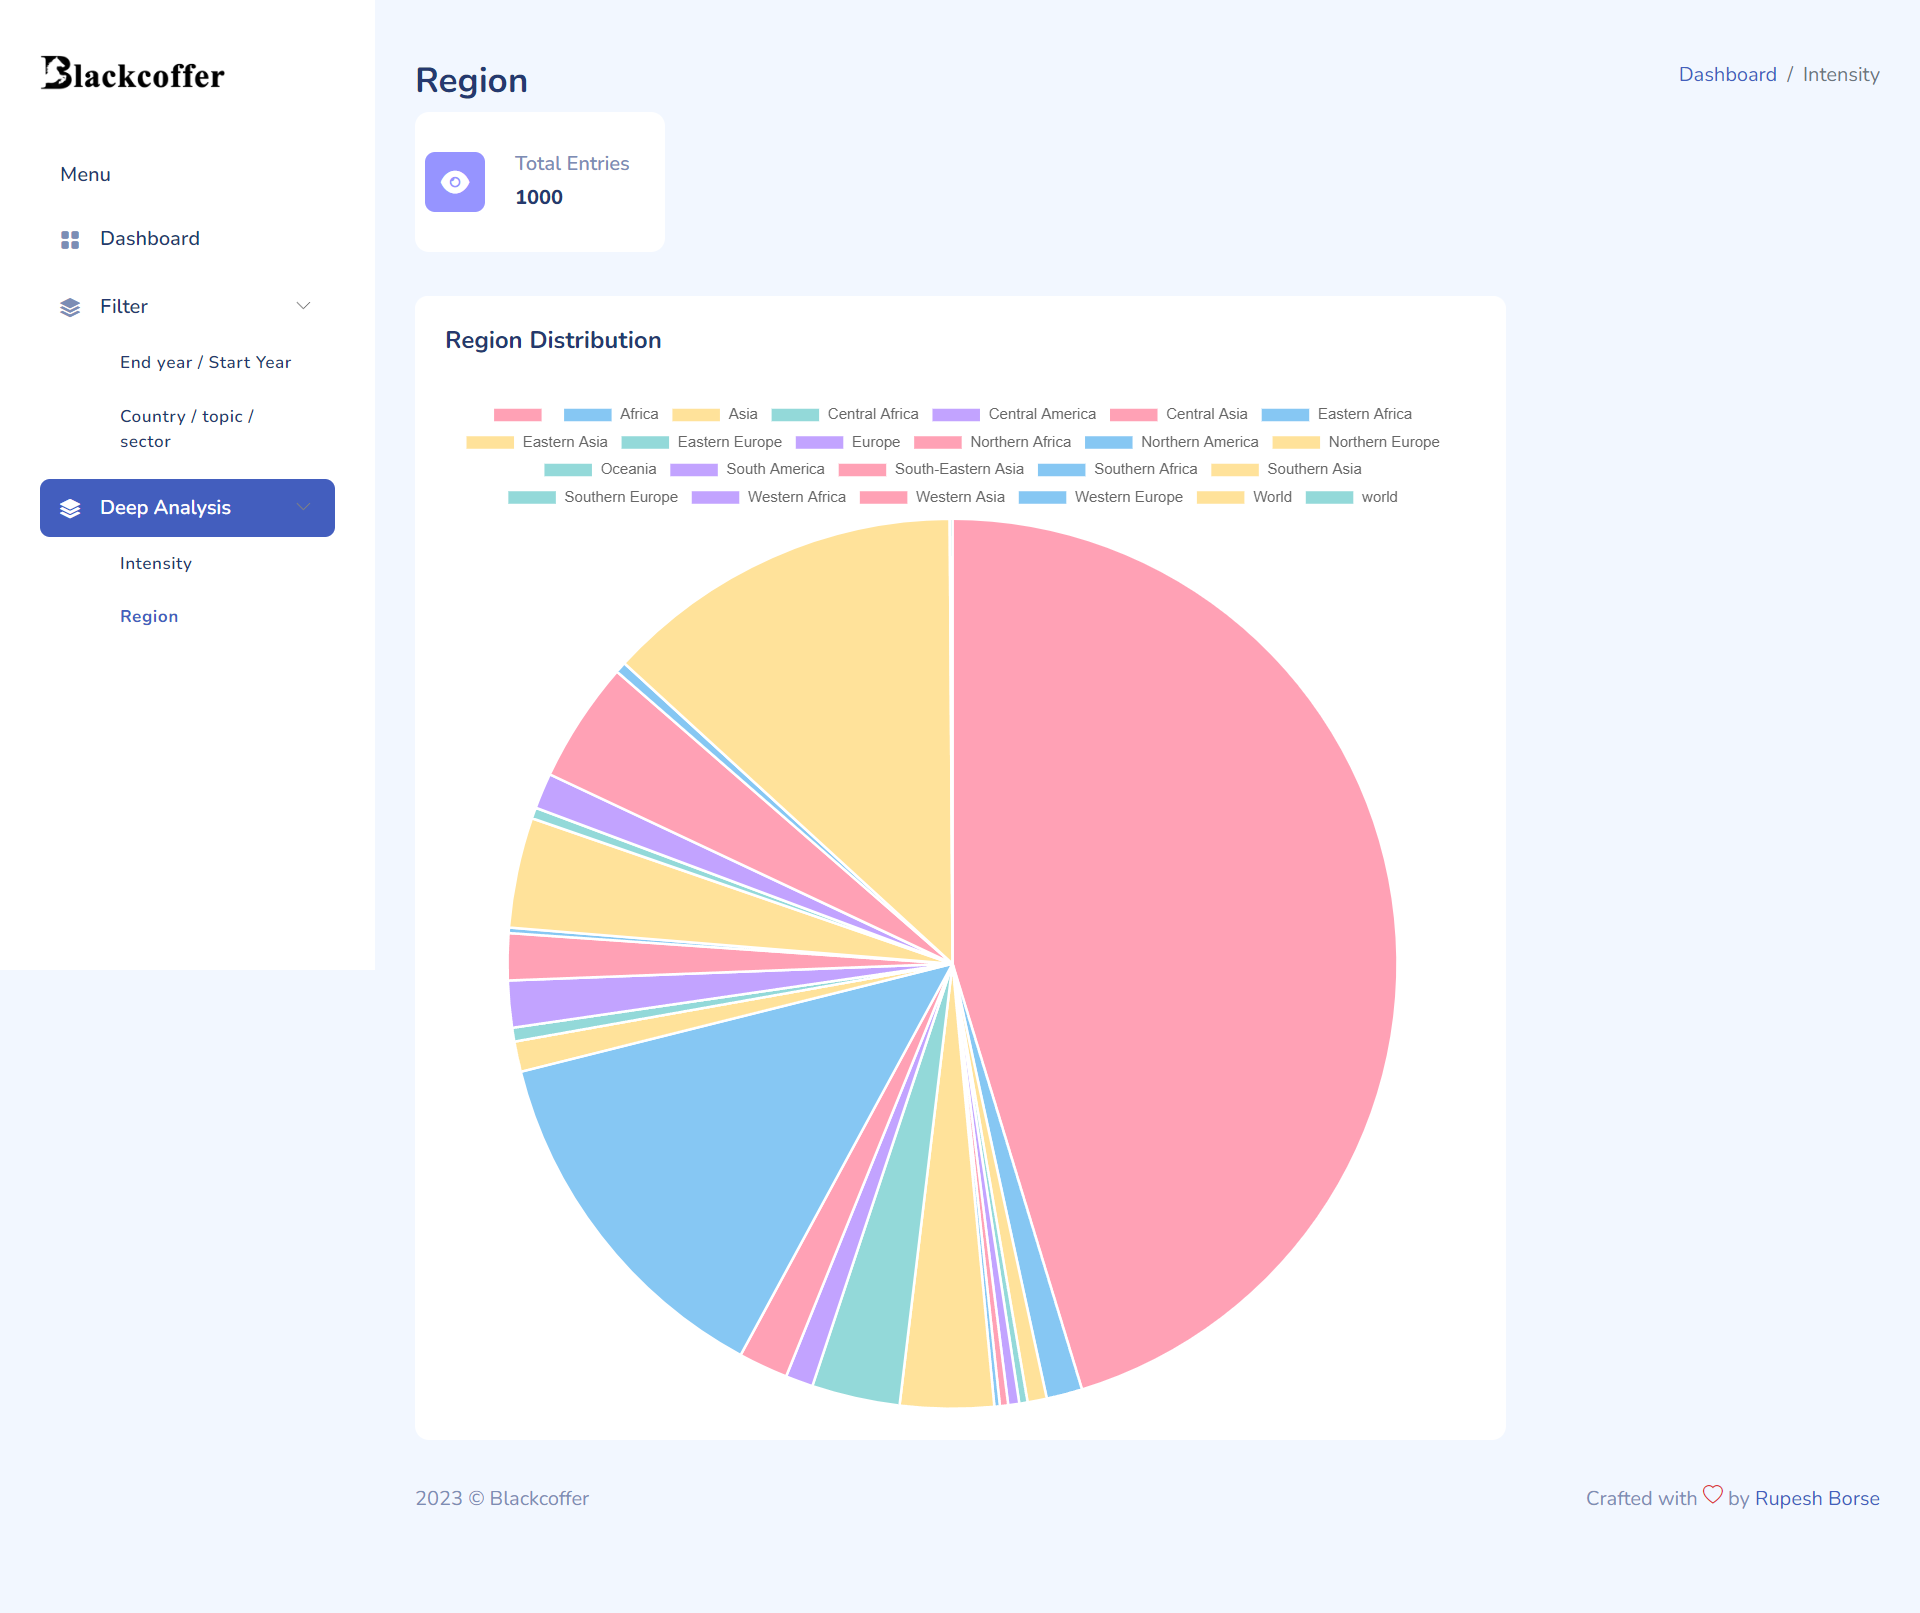 Blackcoffer
Menu
Dashboard
Filter
End year / Start Year
Country / topic /
sector
Deep Analysis
Intensity
Region
Region
Dashboard / Intensity
Total Entries
1000
Region Distribution
Africa Asia Central Africa Central America Central Asia Eastern Africa
Eastern Asia Eastern Europe Europe Northern Africa Northern America Northern Europe
Oceania South America South-Eastern Asia Southern Africa Southern Asia
Southern Europe Western Africa Western Asia Western Europe World world
2023 © Blackcoffer
Crafted with by Rupesh Borse